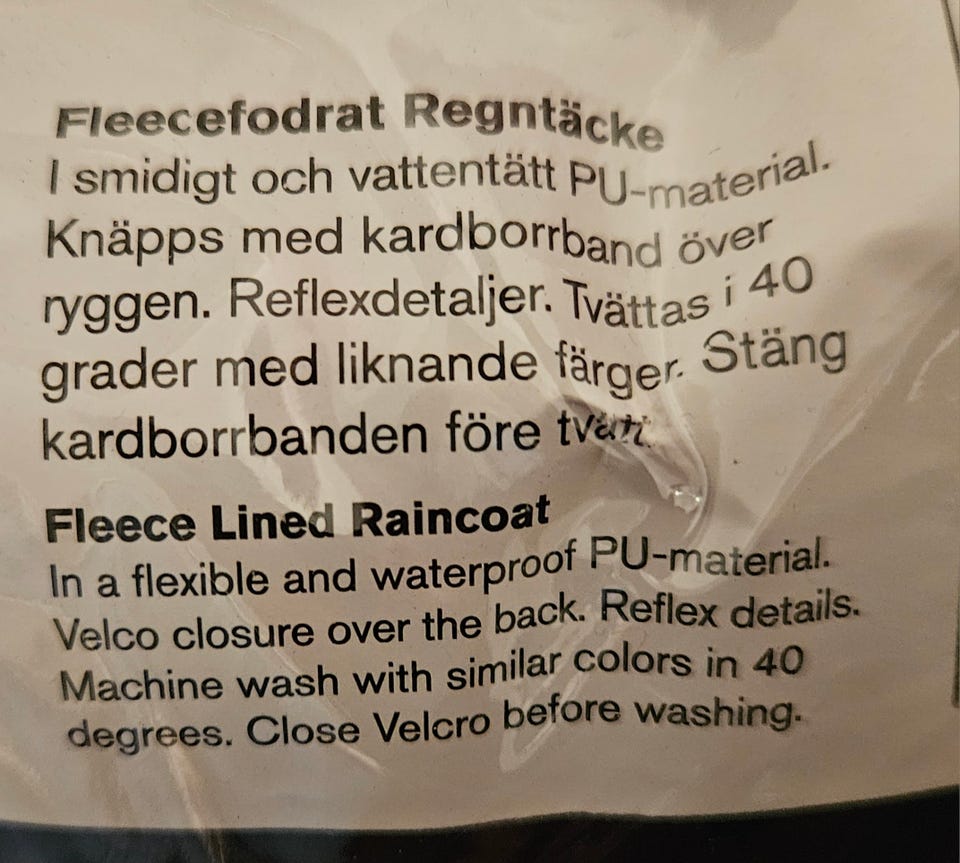 Fleecefodrat Regntäcke
I smidigt och vattentätt PU-material.
Knäpps med kardborrband över
ryggen. Reflexdetaljer. Tvättas i 40
grader med liknande färger. Stäng
kardborrbanden före tvätt.
Fleece Lined Raincoat
In a flexible and waterproof PU-material.
Velco closure over the back. Reflex details.
Machine wash with similar colors in 40
degrees. Close Velcro before washing.